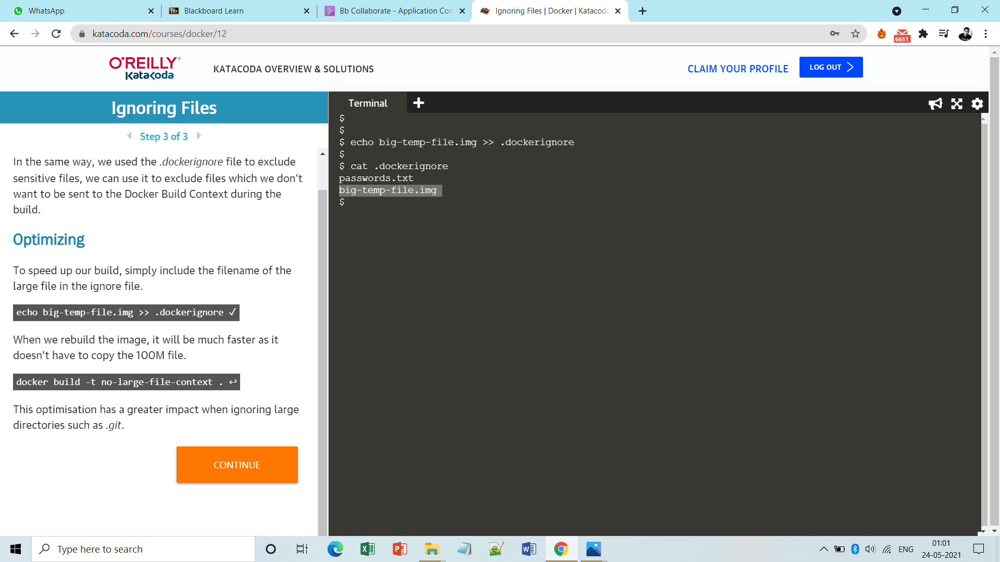 WhatsApp
Blackboard Learn
Bb Collaborate - Application Con
Ignoring Files | Docker | Katacoda
katacoda.com/courses/docker/12
6651
O'REILLY®
Katacoda
KATACODA OVERVIEW & SOLUTIONS
CLAIM YOUR PROFILE
LOG OUT
Ignoring Files
Step 3 of 3
In the same way, we used the .dockerignore file to exclude
sensitive files, we can use it to exclude files which we don't
want to be sent to the Docker Build Context during the
build.
Optimizing
To speed up our build, simply include the filename of the
large file in the ignore file.
echo big-temp-file.img >> .dockerignore ✓
When we rebuild the image, it will be much faster as it
doesn't have to copy the 100M file.
docker build -t no-large-file-context . ↩
This optimisation has a greater impact when ignoring large
directories such as .git.
CONTINUE
Terminal
$
$
$ echo big-temp-file.img >> .dockerignore
$
$ cat .dockerignore
passwords.txt
big-temp-file.img
$
Type here to search
ENG
01:01
24-05-2021